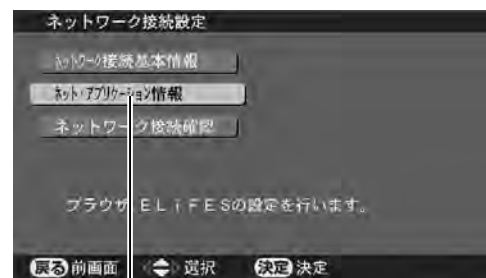 ネットワーク接続設定
ﾈｯﾄﾜｰｸ接続基本情報
ﾈｯﾄ･ｱﾌﾟﾘｹｰｼｮﾝ情報
ネットワーク接続確認
ブラウザ ELiFESの設定を行います。
戻る 前画面 選択 決定 決定